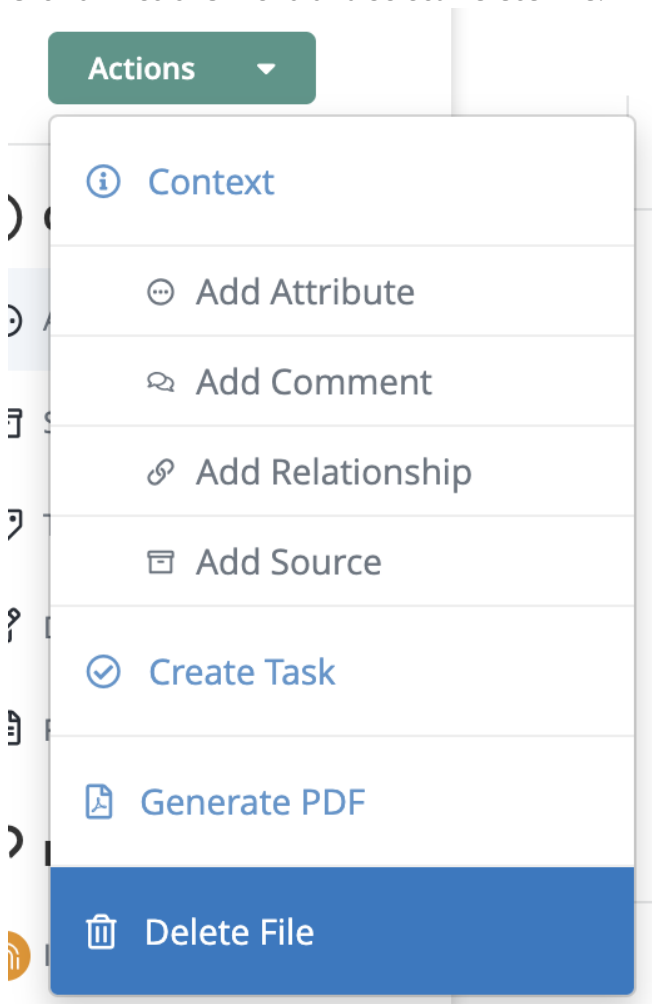 Actions
Context
Add Attribute
Add Comment
Add Relationship
Add Source
Create Task
Generate PDF
Delete File